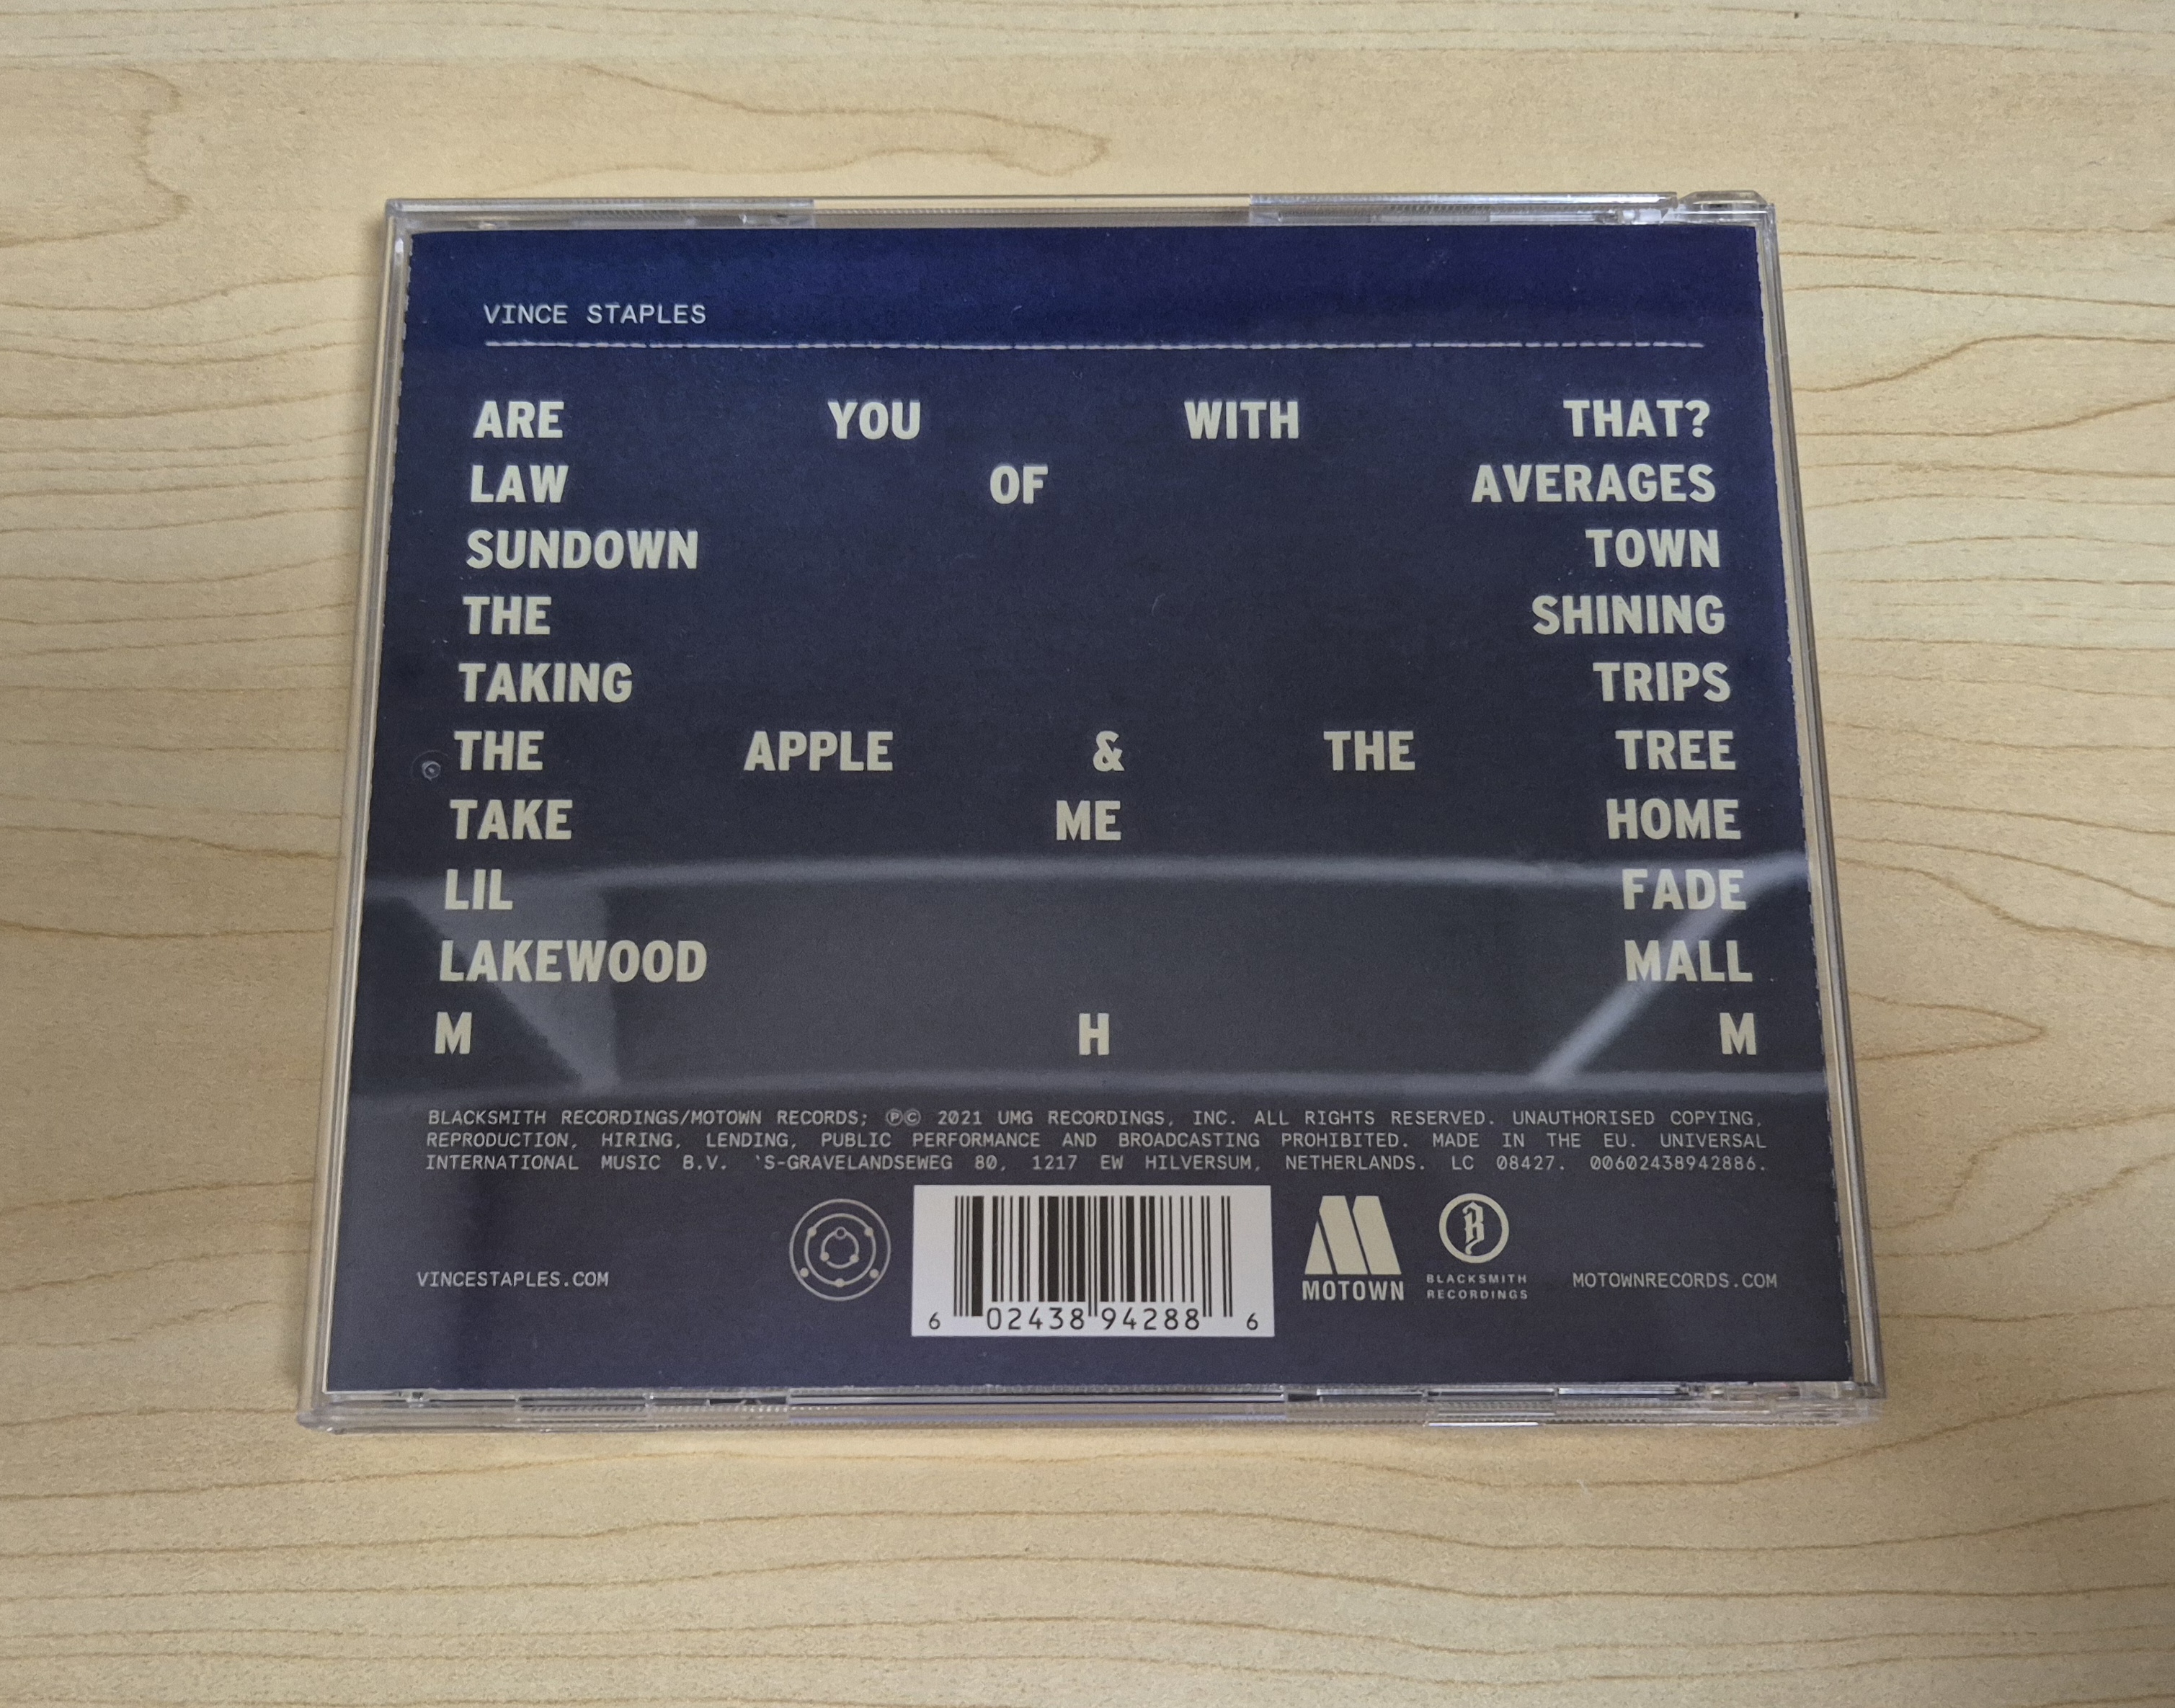 VINCE STAPLES
ARE YOU WITH THAT?
LAW OF AVERAGES
SUNDOWN TOWN
THE SHINING
TAKING TRIPS
THE APPLE & THE TREE
TAKE ME HOME
LIL FADE
LAKEWOOD MALL
M H M
BLACKSMITH RECORDINGS/MOTOWN RECORDS; ℗© 2021 UMG RECORDINGS, INC. ALL RIGHTS RESERVED. UNAUTHORISED COPYING,
REPRODUCTION, HIRING, LENDING, PUBLIC PERFORMANCE AND BROADCASTING PROHIBITED. MADE IN THE EU. UNIVERSAL
INTERNATIONAL MUSIC B.V. 'S-GRAVELANDSEWEG 80, 1217 EW HILVERSUM, NETHERLANDS. LC 08427. 00602438942886.
VINCESTAPLES.COM
6 02438 94288 6
MOTOWN
B
BLACKSMITH
RECORDINGS
MOTOWNRECORDS.COM